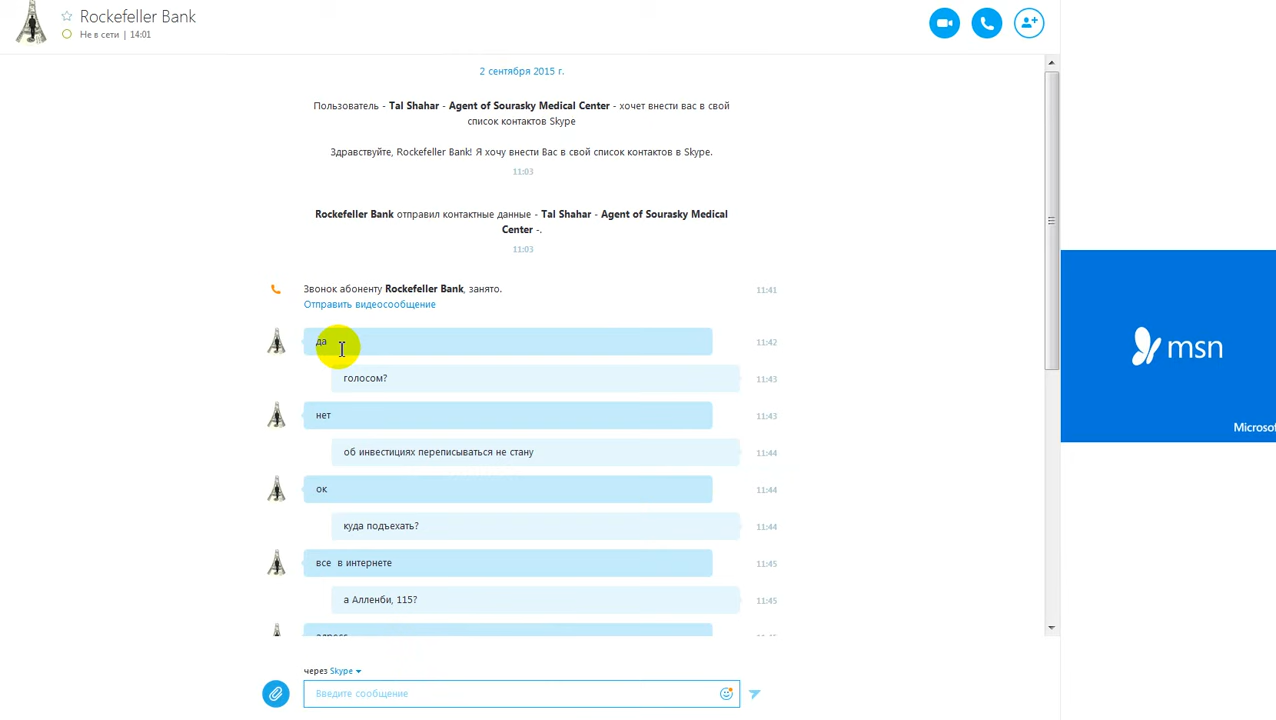 Rockefeller Bank
Не в сети | 14:01
2 сентября 2015 г.
Пользователь - Tal Shahar - Agent of Sourasky Medical Center - хочет внести вас в свой
список контактов Skype
Здравствуйте, Rockefeller Bank! Я хочу внести Вас в свой список контактов в Skype.
11:03
Rockefeller Bank отправил контактные данные - Tal Shahar - Agent of Sourasky Medical
Center -.
11:03
Звонок абоненту Rockefeller Bank, занято.
11:41
Отправить видеосообщение
да
11:42
голосом?
11:43
нет
11:43
об инвестициях переписываться не стану
11:44
ок
11:44
куда подъехать?
11:44
все в интернете
11:45
а Алленби, 115?
11:45
через Skype
Введите сообщение
msn
Microsof